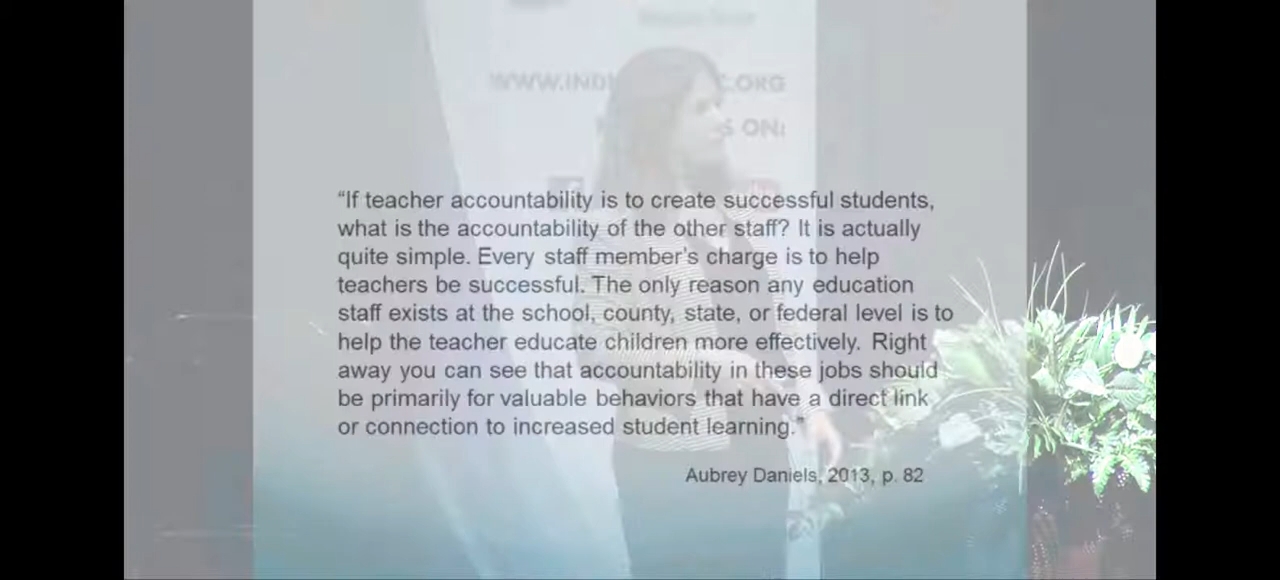 WWW.IND
.ORG
S ON:
“If teacher accountability is to create successful students,
what is the accountability of the other staff? It is actually
quite simple. Every staff member's charge is to help
teachers be successful. The only reason any education
staff exists at the school, county, state, or federal level is to
help the teacher educate children more effectively. Right
away you can see that accountability in these jobs should
be primarily for valuable behaviors that have a direct link
or connection to increased student learning.”
Aubrey Daniels, 2013, p. 82